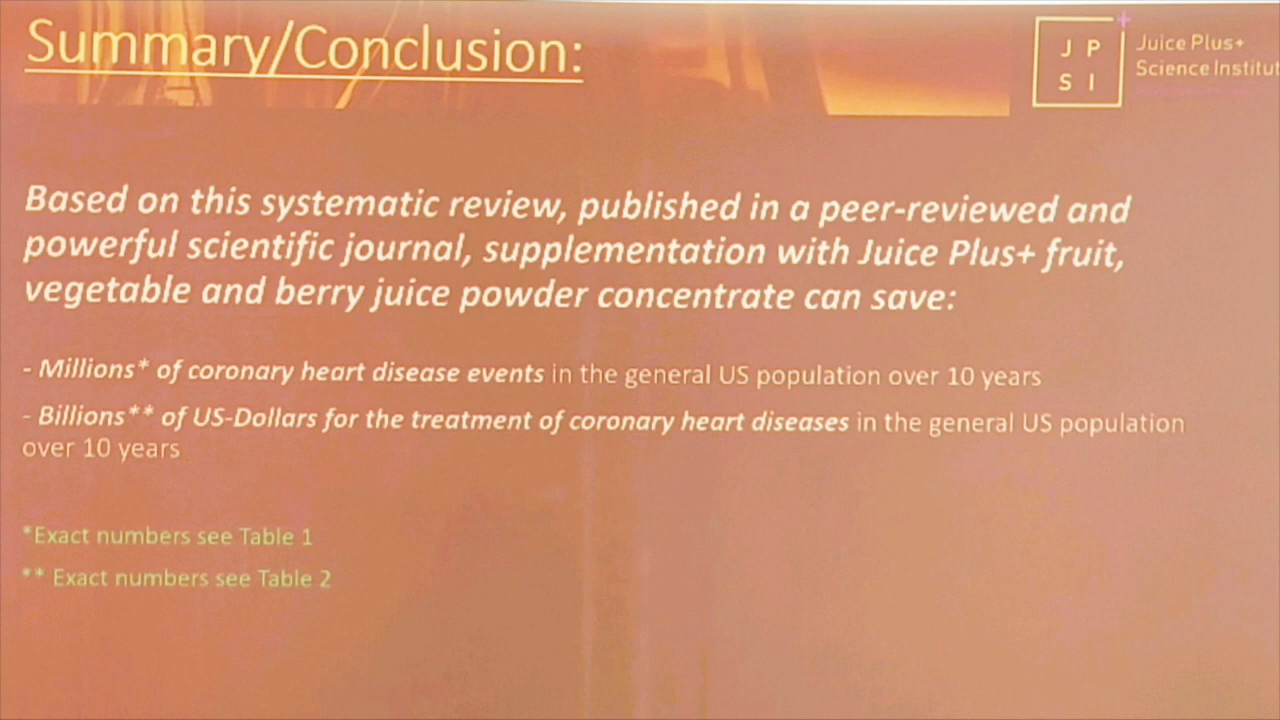 Summary/Conclusion:
J P
S I
Juice Plus+
Science Institut
Based on this systematic review, published in a peer-reviewed and
powerful scientific journal, supplementation with Juice Plus+ fruit,
vegetable and berry juice powder concentrate can save:
- Millions* of coronary heart disease events in the general US population over 10 years
- Billions** of US-Dollars for the treatment of coronary heart diseases in the general US population
over 10 years
*Exact numbers see Table 1
** Exact numbers see Table 2